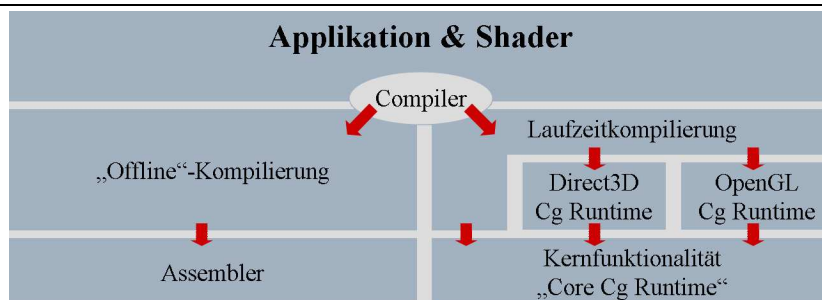 Applikation & Shader
Compiler
Laufzeitkompilierung
„Offline“-Kompilierung
Direct3D
Cg Runtime
OpenGL
Cg Runtime
Assembler
Kernfunktionalität
„Core Cg Runtime“